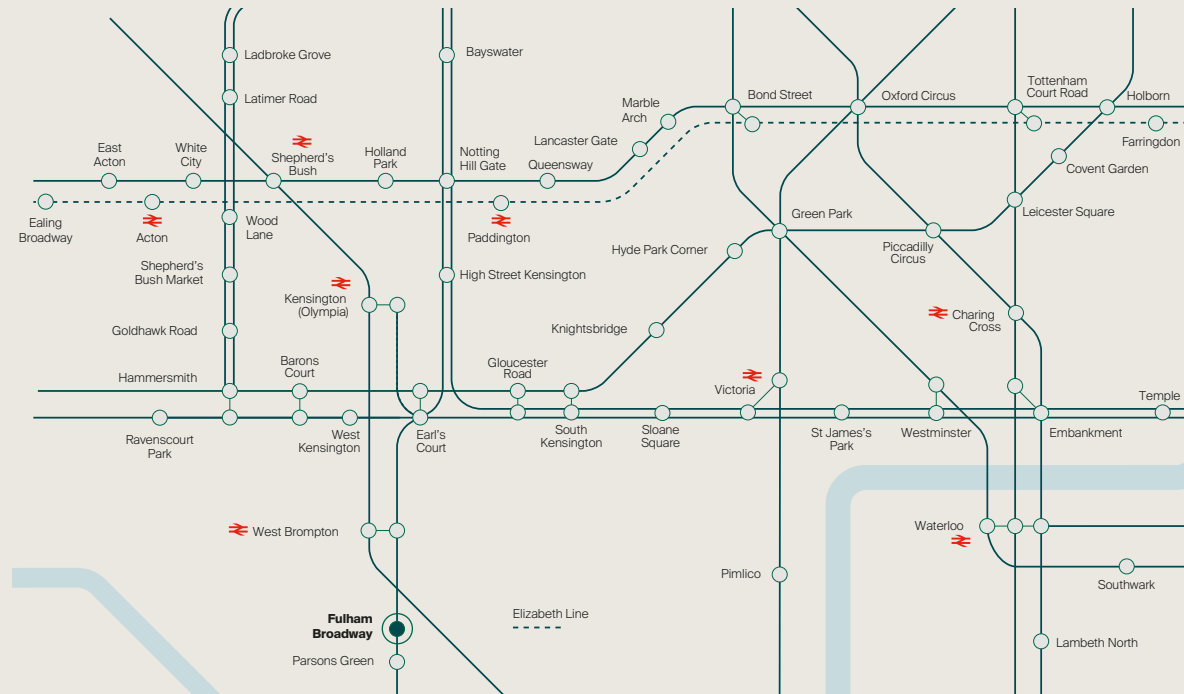 Ladbroke Grove
Bayswater
Latimer Road
Bond Street
Oxford Circus
Tottenham
Court Road
Holborn
Marble
Arch
Lancaster Gate
Farringdon
East
Acton
White
City
Shepherd's
Bush
Holland
Park
Notting
Hill Gate
Queensway
Covent Garden
Ealing
Broadway
Acton
Wood
Lane
Paddington
Green Park
Leicester Square
Hyde Park Corner
Piccadilly
Circus
Shepherd's
Bush Market
High Street Kensington
Kensington
(Olympia)
Charing
Cross
Goldhawk Road
Knightsbridge
Hammersmith
Barons
Court
Gloucester
Road
Victoria
Temple
Ravenscourt
Park
West
Kensington
Earl's
Court
South
Kensington
Sloane
Square
St James's
Park
Westminster
Embankment
West Brompton
Waterloo
Pimlico
Southwark
Fulham
Broadway
Elizabeth Line
Parsons Green
Lambeth North